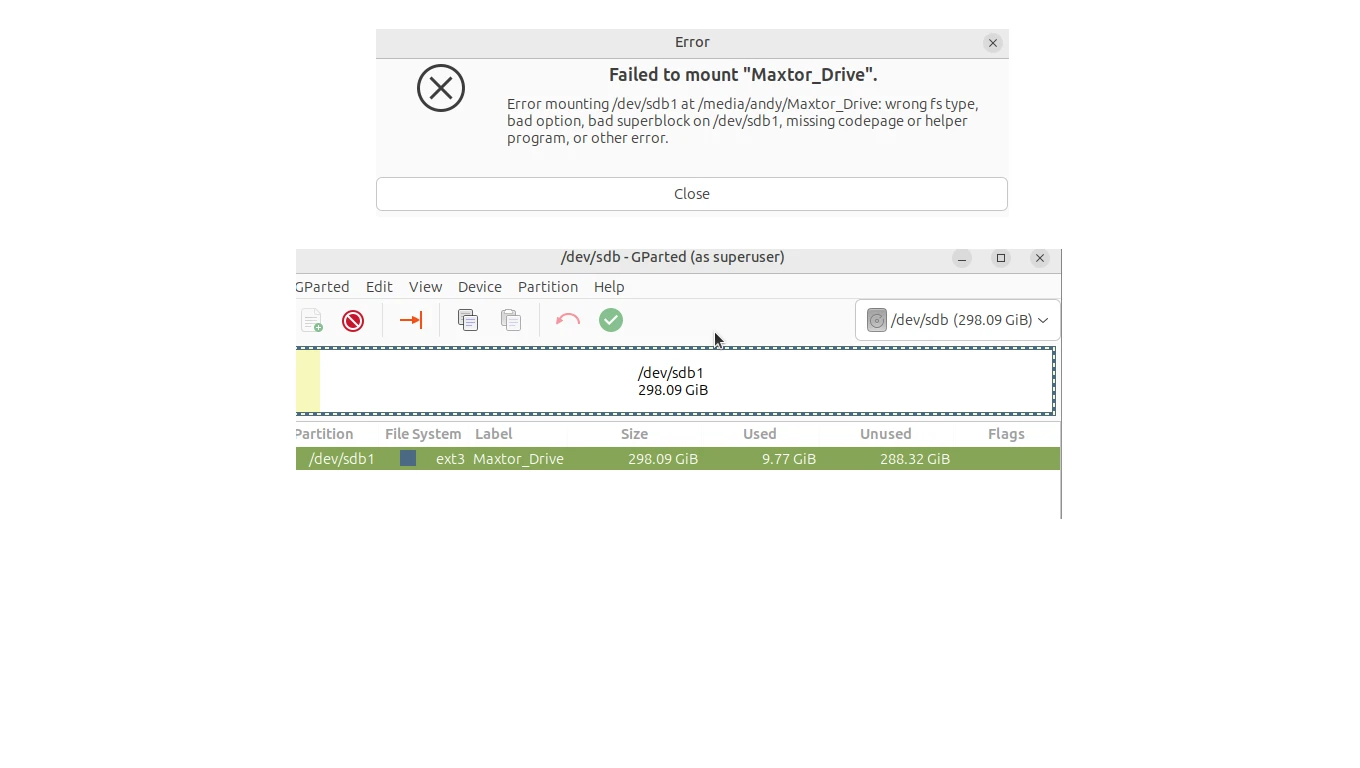 Error
Failed to mount "Maxtor_Drive".
Error mounting /dev/sdb1 at /media/andy/Maxtor_Drive: wrong fs type,
bad option, bad superblock on /dev/sdb1, missing codepage or helper
program, or other error.
Close
/dev/sdb - GParted (as superuser)
GParted Edit View Device Partition Help
/dev/sdb (298.09 GiB)
/dev/sdb1
298.09 GiB
Partition File System Label Size Used Unused Flags
/dev/sdb1 ext3 Maxtor_Drive 298.09 GiB 9.77 GiB 288.32 GiB